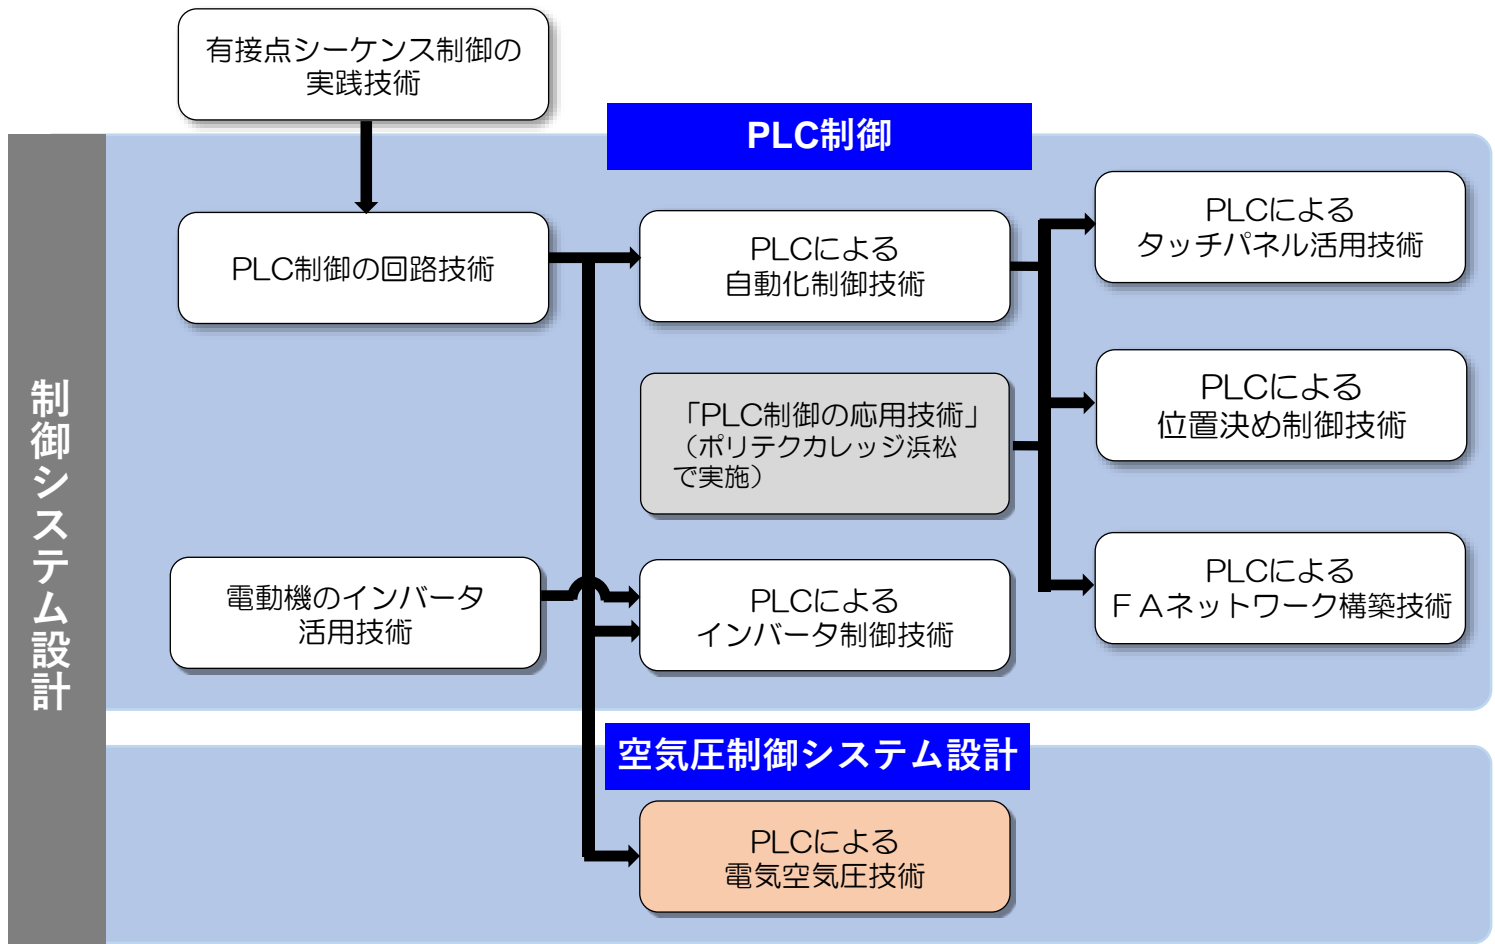 有接点シーケンス制御の
実践技術
制御システム設計
PLC制御
PLC制御の回路技術
PLCによる
自動化制御技術
PLCによる
タッチパネル活用技術
「PLC制御の応用技術」
（ポリテクカレッジ浜松
で実施）
PLCによる
位置決め制御技術
電動機のインバータ
活用技術
PLCによる
インバータ制御技術
PLCによる
ＦＡネットワーク構築技術
空気圧制御システム設計
PLCによる
電気空気圧技術